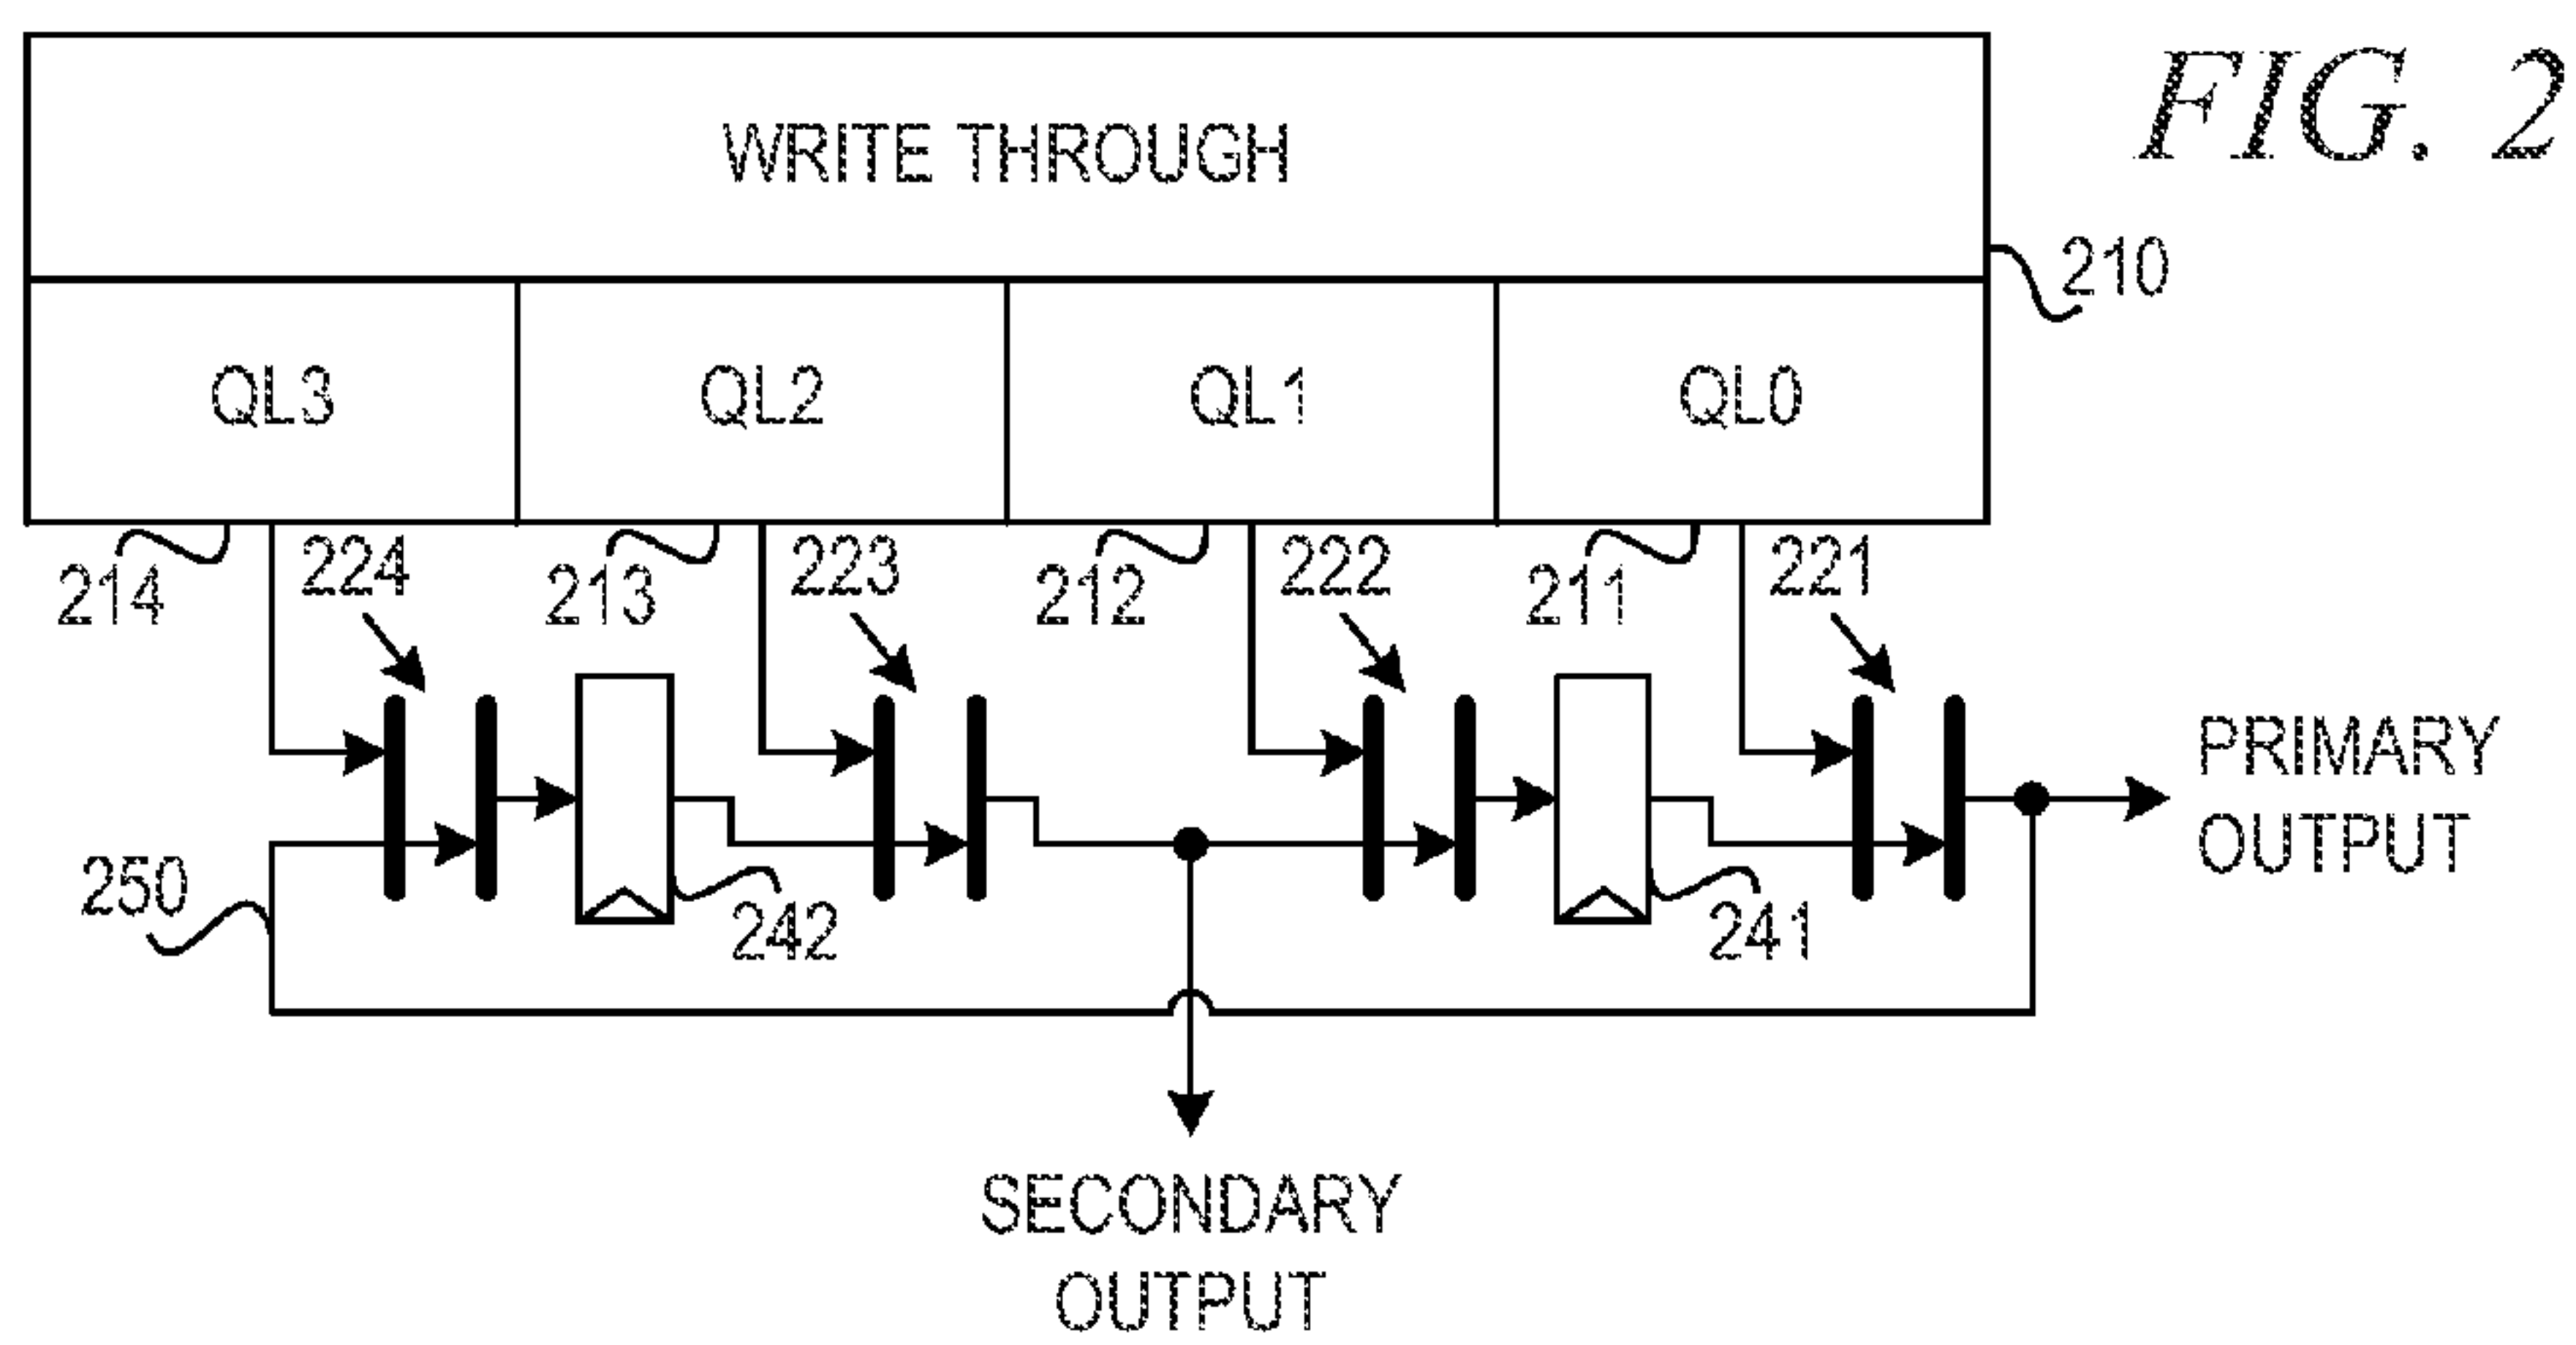 FIG. 2
WRITE THROUGH
210
QL3 QL2 QL1 QL0
214 224 213 223 212 222 211 221
PRIMARY
OUTPUT
250 242 241
SECONDARY
OUTPUT